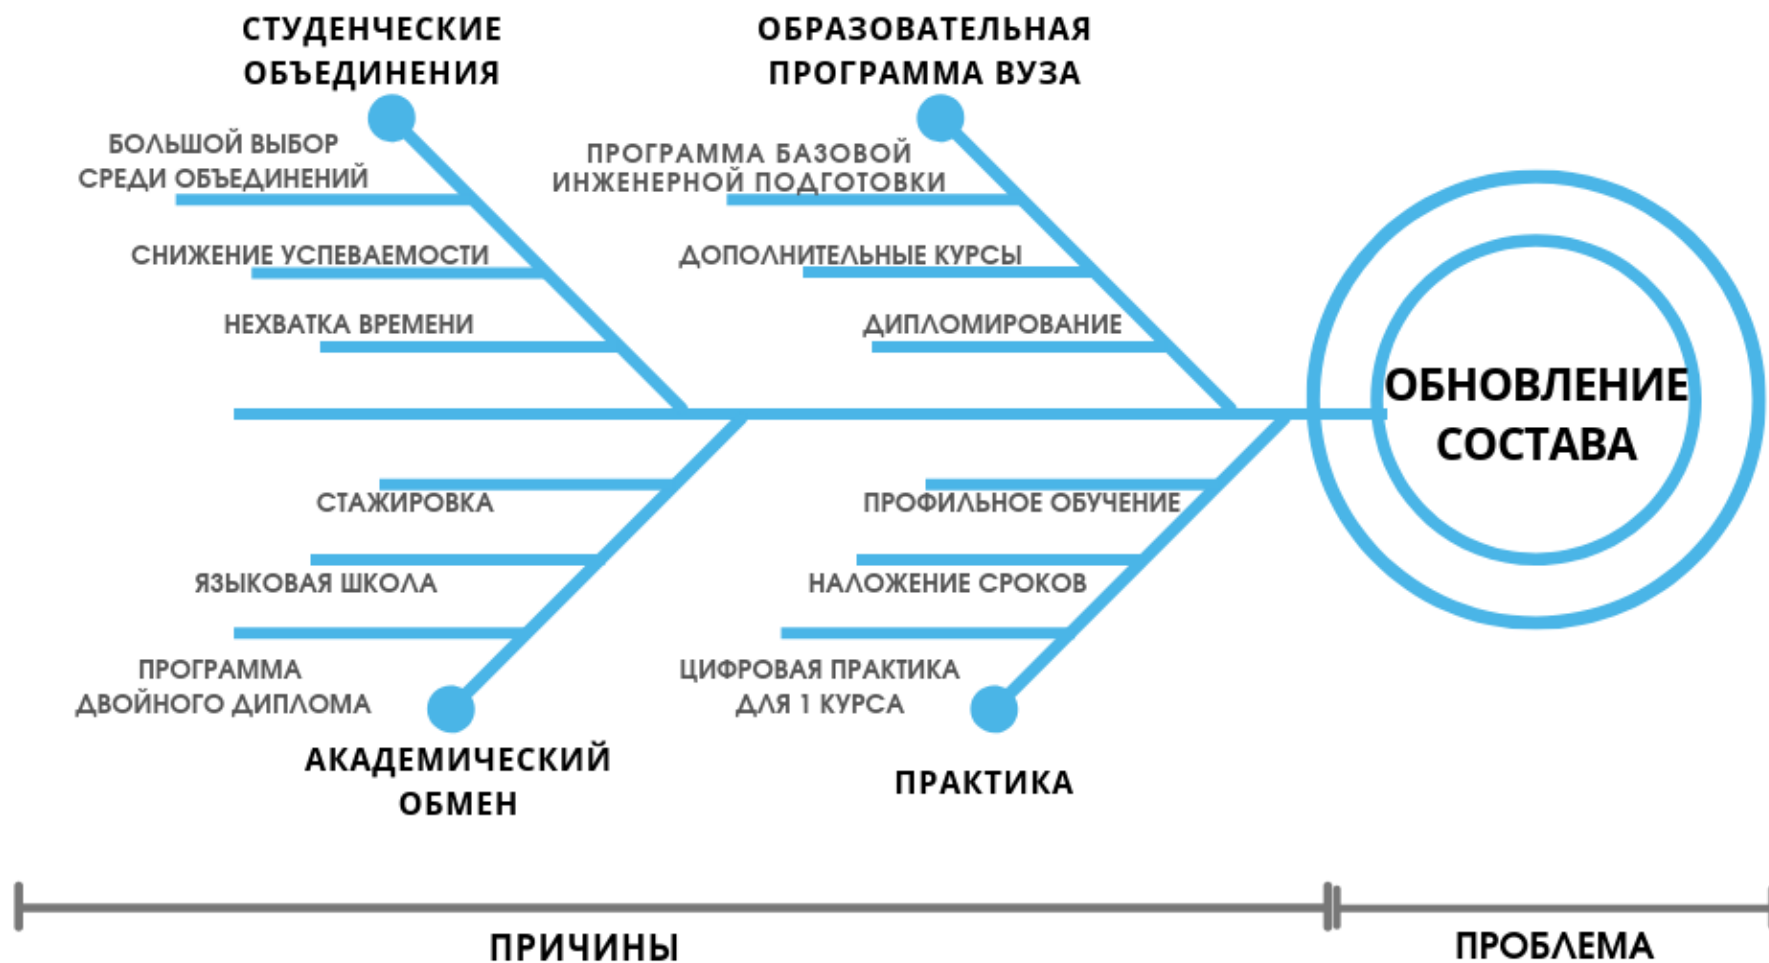 СТУДЕНЧЕСКИЕ
ОБЪЕДИНЕНИЯ
БОЛЬШОЙ ВЫБОР
СРЕДИ ОБЪЕДИНЕНИЙ
СНИЖЕНИЕ УСПЕВАЕМОСТИ
НЕХВАТКА ВРЕМЕНИ
ОБРАЗОВАТЕЛЬНАЯ
ПРОГРАММА ВУЗА
ПРОГРАММА БАЗОВОЙ
ИНЖЕНЕРНОЙ ПОДГОТОВКИ
ДОПОЛНИТЕЛЬНЫЕ КУРСЫ
ДИПЛОМИРОВАНИЕ
ОБНОВЛЕНИЕ
СОСТАВА
СТАЖИРОВКА
ЯЗЫКОВАЯ ШКОЛА
ПРОГРАММА
ДВОЙНОГО ДИПЛОМА
АКАДЕМИЧЕСКИЙ
ОБМЕН
ПРОФИЛЬНОЕ ОБУЧЕНИЕ
НАЛОЖЕНИЕ СРОКОВ
ЦИФРОВАЯ ПРАКТИКА
ДЛЯ 1 КУРСА
ПРАКТИКА
ПРИЧИНЫ
ПРОБЛЕМА